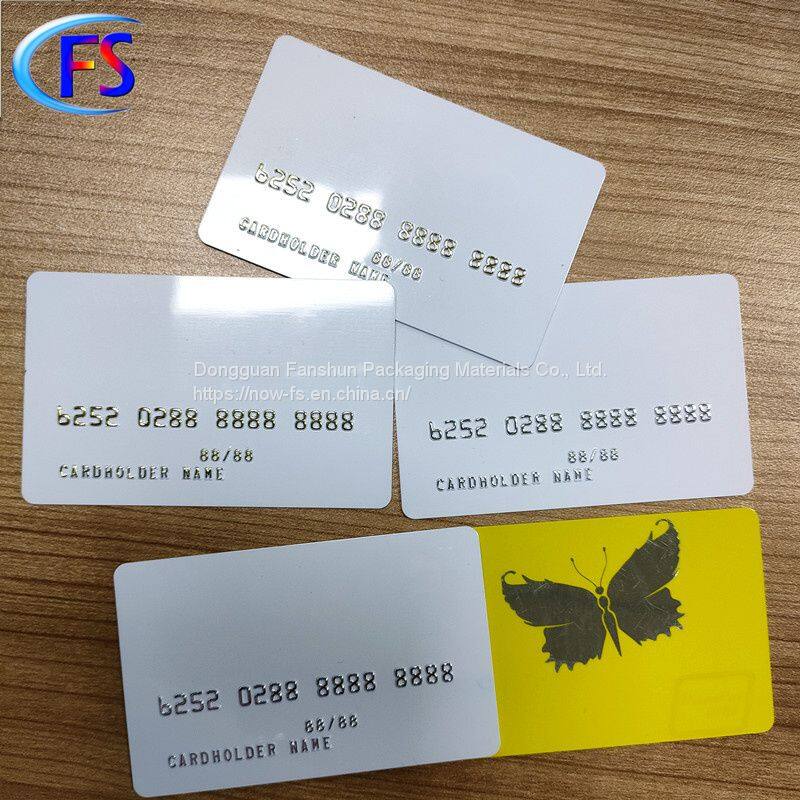 FS
6252 0288 8888 8888
88/88
CARDHOLDER NAME
Dongguan Fanshun Packaging Materials Co., Ltd.
https://now-fs.en.china.cn/
6252 0288 8888 8888
88/88
CARDHOLDER NAME
6252 0288 8888 8888
88/88
CARDHOLDER NAME
6252 0288 8888 8888
88/88
CARDHOLDER NAME